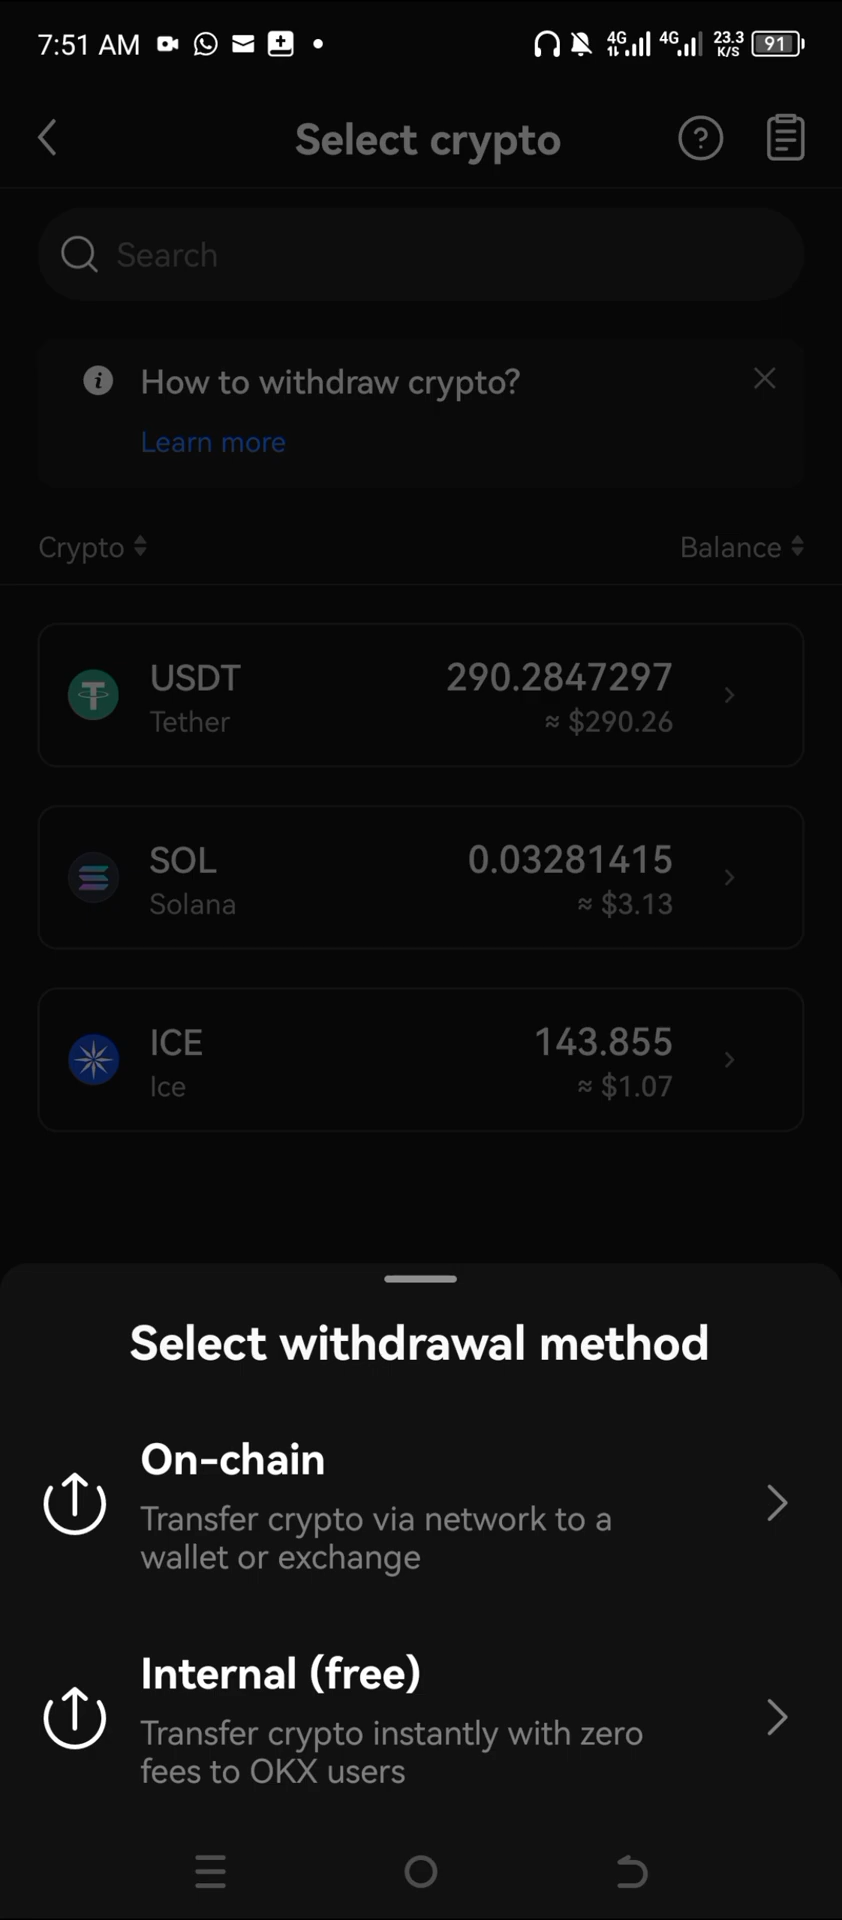 7:51 AM
4G 4G 23.3 K/S 91
Select crypto
Search
How to withdraw crypto?
Learn more
Crypto Balance
USDT 290.2847297
Tether ≈ $290.26
SOL 0.03281415
Solana ≈ $3.13
ICE 143.855
Ice ≈ $1.07
Select withdrawal method
On-chain
Transfer crypto via network to a
wallet or exchange
Internal (free)
Transfer crypto instantly with zero
fees to OKX users